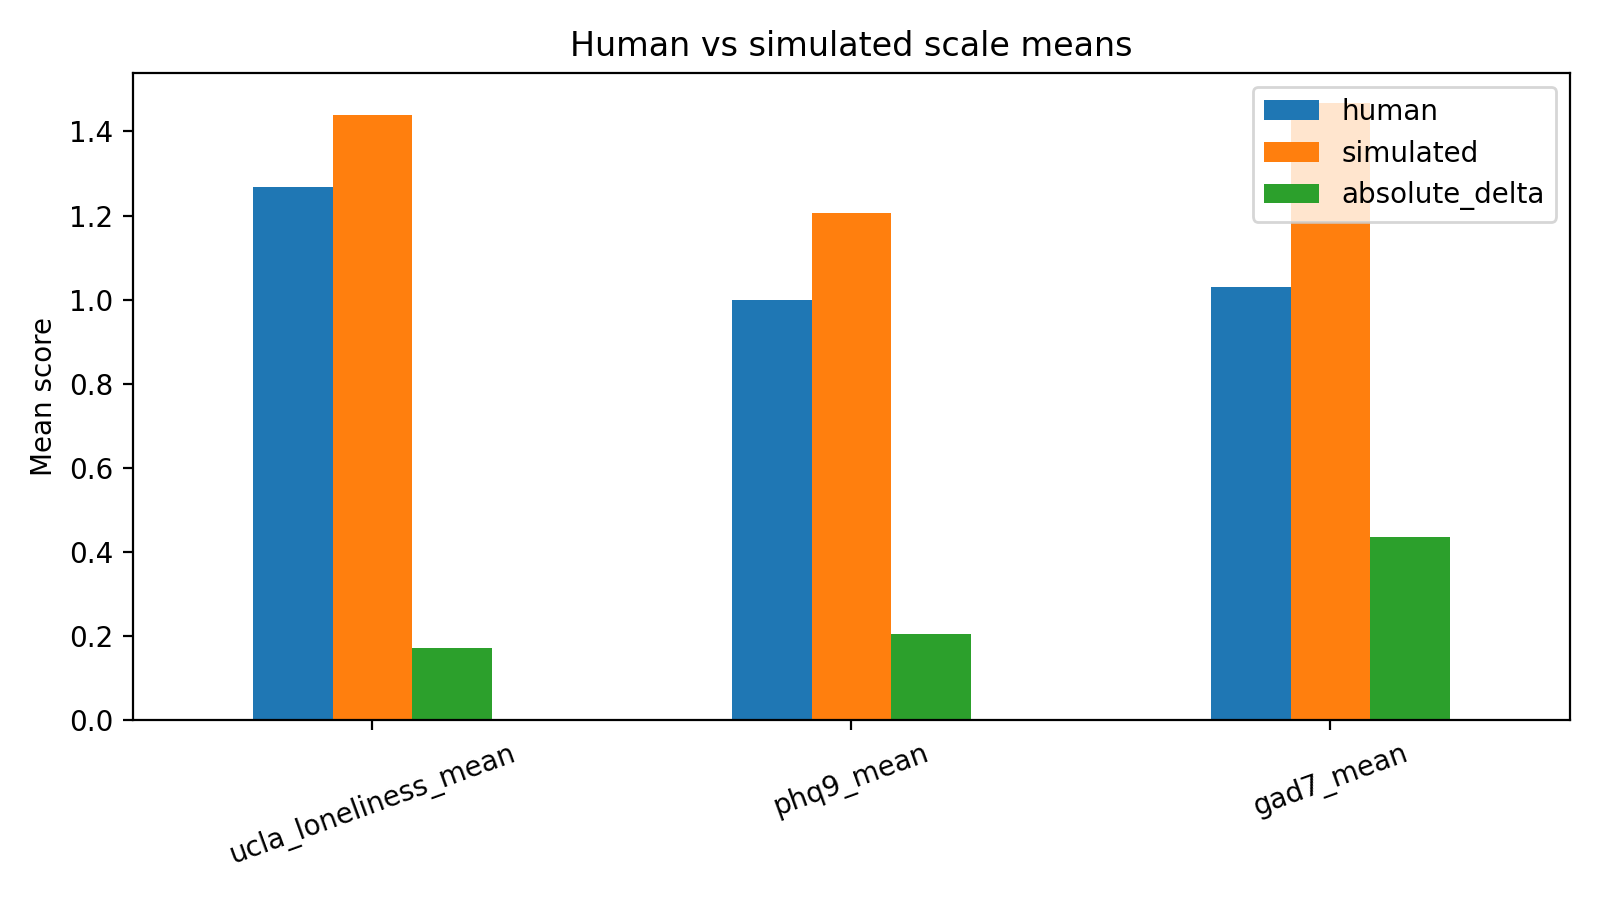 Human vs simulated scale means
human
simulated
absolute_delta
Mean score
1.4
1.2
1.0
0.8
0.6
0.4
0.2
0.0
ucla_loneliness_mean
phq9_mean
gad7_mean